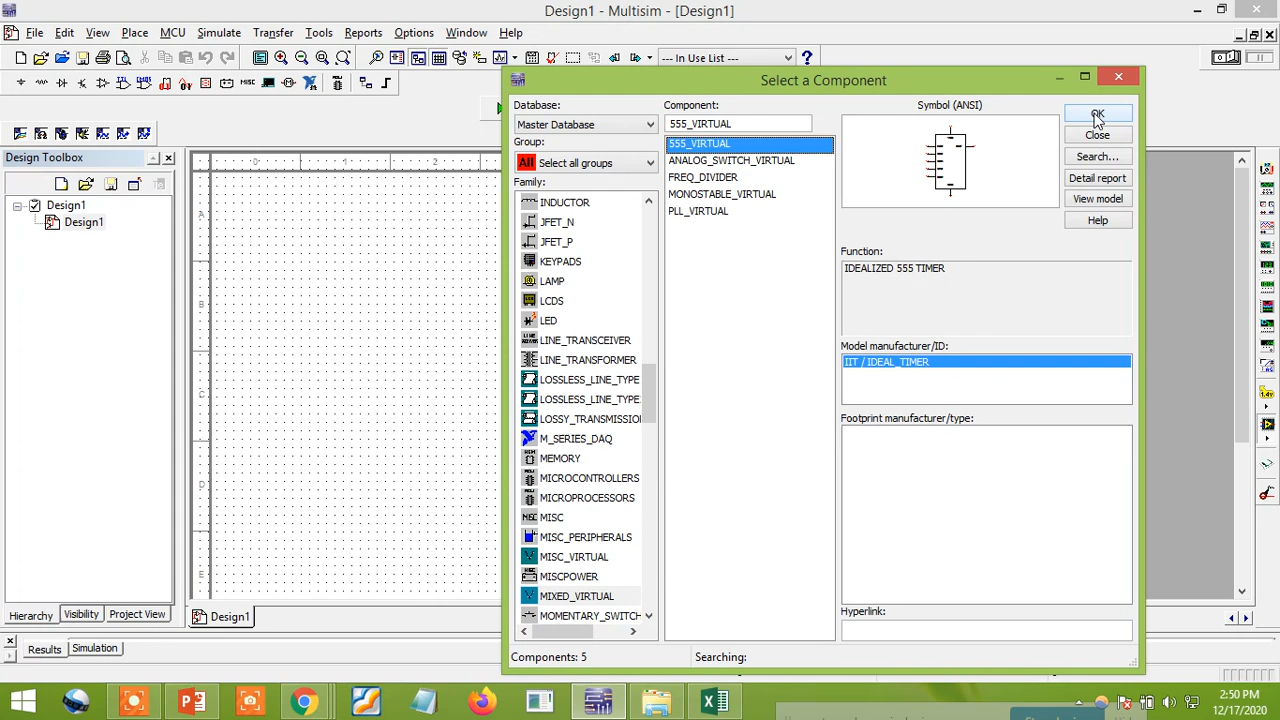 Design1 - Multisim - [Design1]
File Edit View Place MCU Simulate Transfer Tools Reports Options Window Help
--- In Use List ---
Select a Component
Database:
Master Database
Group:
All Select all groups
Family:
INDUCTOR
JFET_N
JFET_P
KEYPADS
LAMP
LCDS
LED
LINE_TRANSCEIVER
LINE_TRANSFORMER
LOSSLESS_LINE_TYPE
LOSSLESS_LINE_TYPE
LOSSY_TRANSMISSIO
M_SERIES_DAQ
MEMORY
MICROCONTROLLERS
MICROPROCESSORS
MISC
MISC_PERIPHERALS
MISC_VIRTUAL
MISCPOWER
MIXED_VIRTUAL
MOMENTARY_SWITCH
Component:
555_VIRTUAL
555_VIRTUAL
ANALOG_SWITCH_VIRTUAL
FREQ_DIVIDER
MONOSTABLE_VIRTUAL
PLL_VIRTUAL
Symbol (ANSI)
OK
Close
Search...
Detail report
View model
Help
Function:
IDEALIZED 555 TIMER
Model manufacturer/ID:
IIT / IDEAL_TIMER
Footprint manufacturer/type:
Hyperlink:
Components: 5
Searching:
Design Toolbox
Design1
Design1
0 1 2
A
B
C
D
E
Hierarchy Visibility Project View
Design1
Results Simulation
2:50 PM
12/17/2020